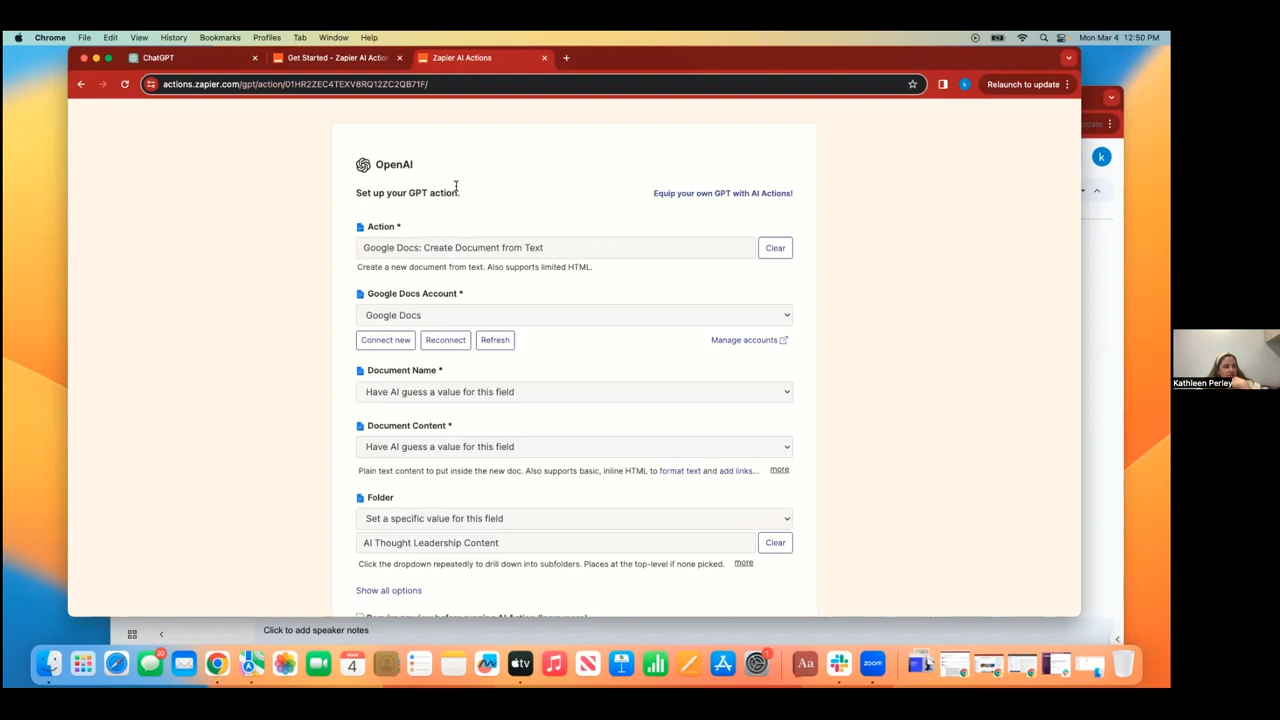 Chrome File Edit View History Bookmarks Profiles Tab Window Help
Mon Mar 4 12:50 PM
ChatGPT
Get Started - Zapier AI Actio
Zapier AI Actions
actions.zapier.com/gpt/action/01HR2ZEC4TEXV8RQ12ZC2QB71F/
Relaunch to update
k
OpenAI
Set up your GPT action.
Equip your own GPT with AI Actions!
Action *
Google Docs: Create Document from Text
Clear
Create a new document from text. Also supports limited HTML.
Google Docs Account *
Google Docs
Connect new
Reconnect
Refresh
Manage accounts
Document Name *
Have AI guess a value for this field
Document Content *
Have AI guess a value for this field
Plain text content to put inside the new doc. Also supports basic, inline HTML to format text and add links...
more
Folder
Set a specific value for this field
AI Thought Leadership Content
Clear
Click the dropdown repeatedly to drill down into subfolders. Places at the top-level if none picked.
more
Show all options
Click to add speaker notes
20
MAR
4
1
Aa
zoom
Kathleen Perley